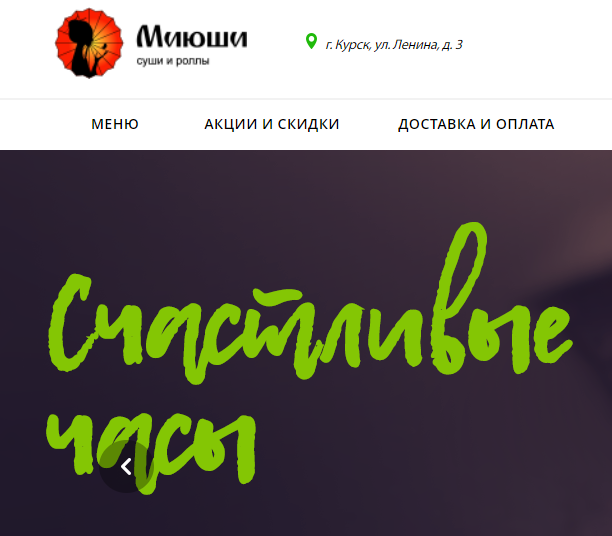 Миюши
суши и роллы
г. Курск, ул. Ленина, д. 3
МЕНЮ АКЦИИ И СКИДКИ ДОСТАВКА И ОПЛАТА
Счастливые
часы